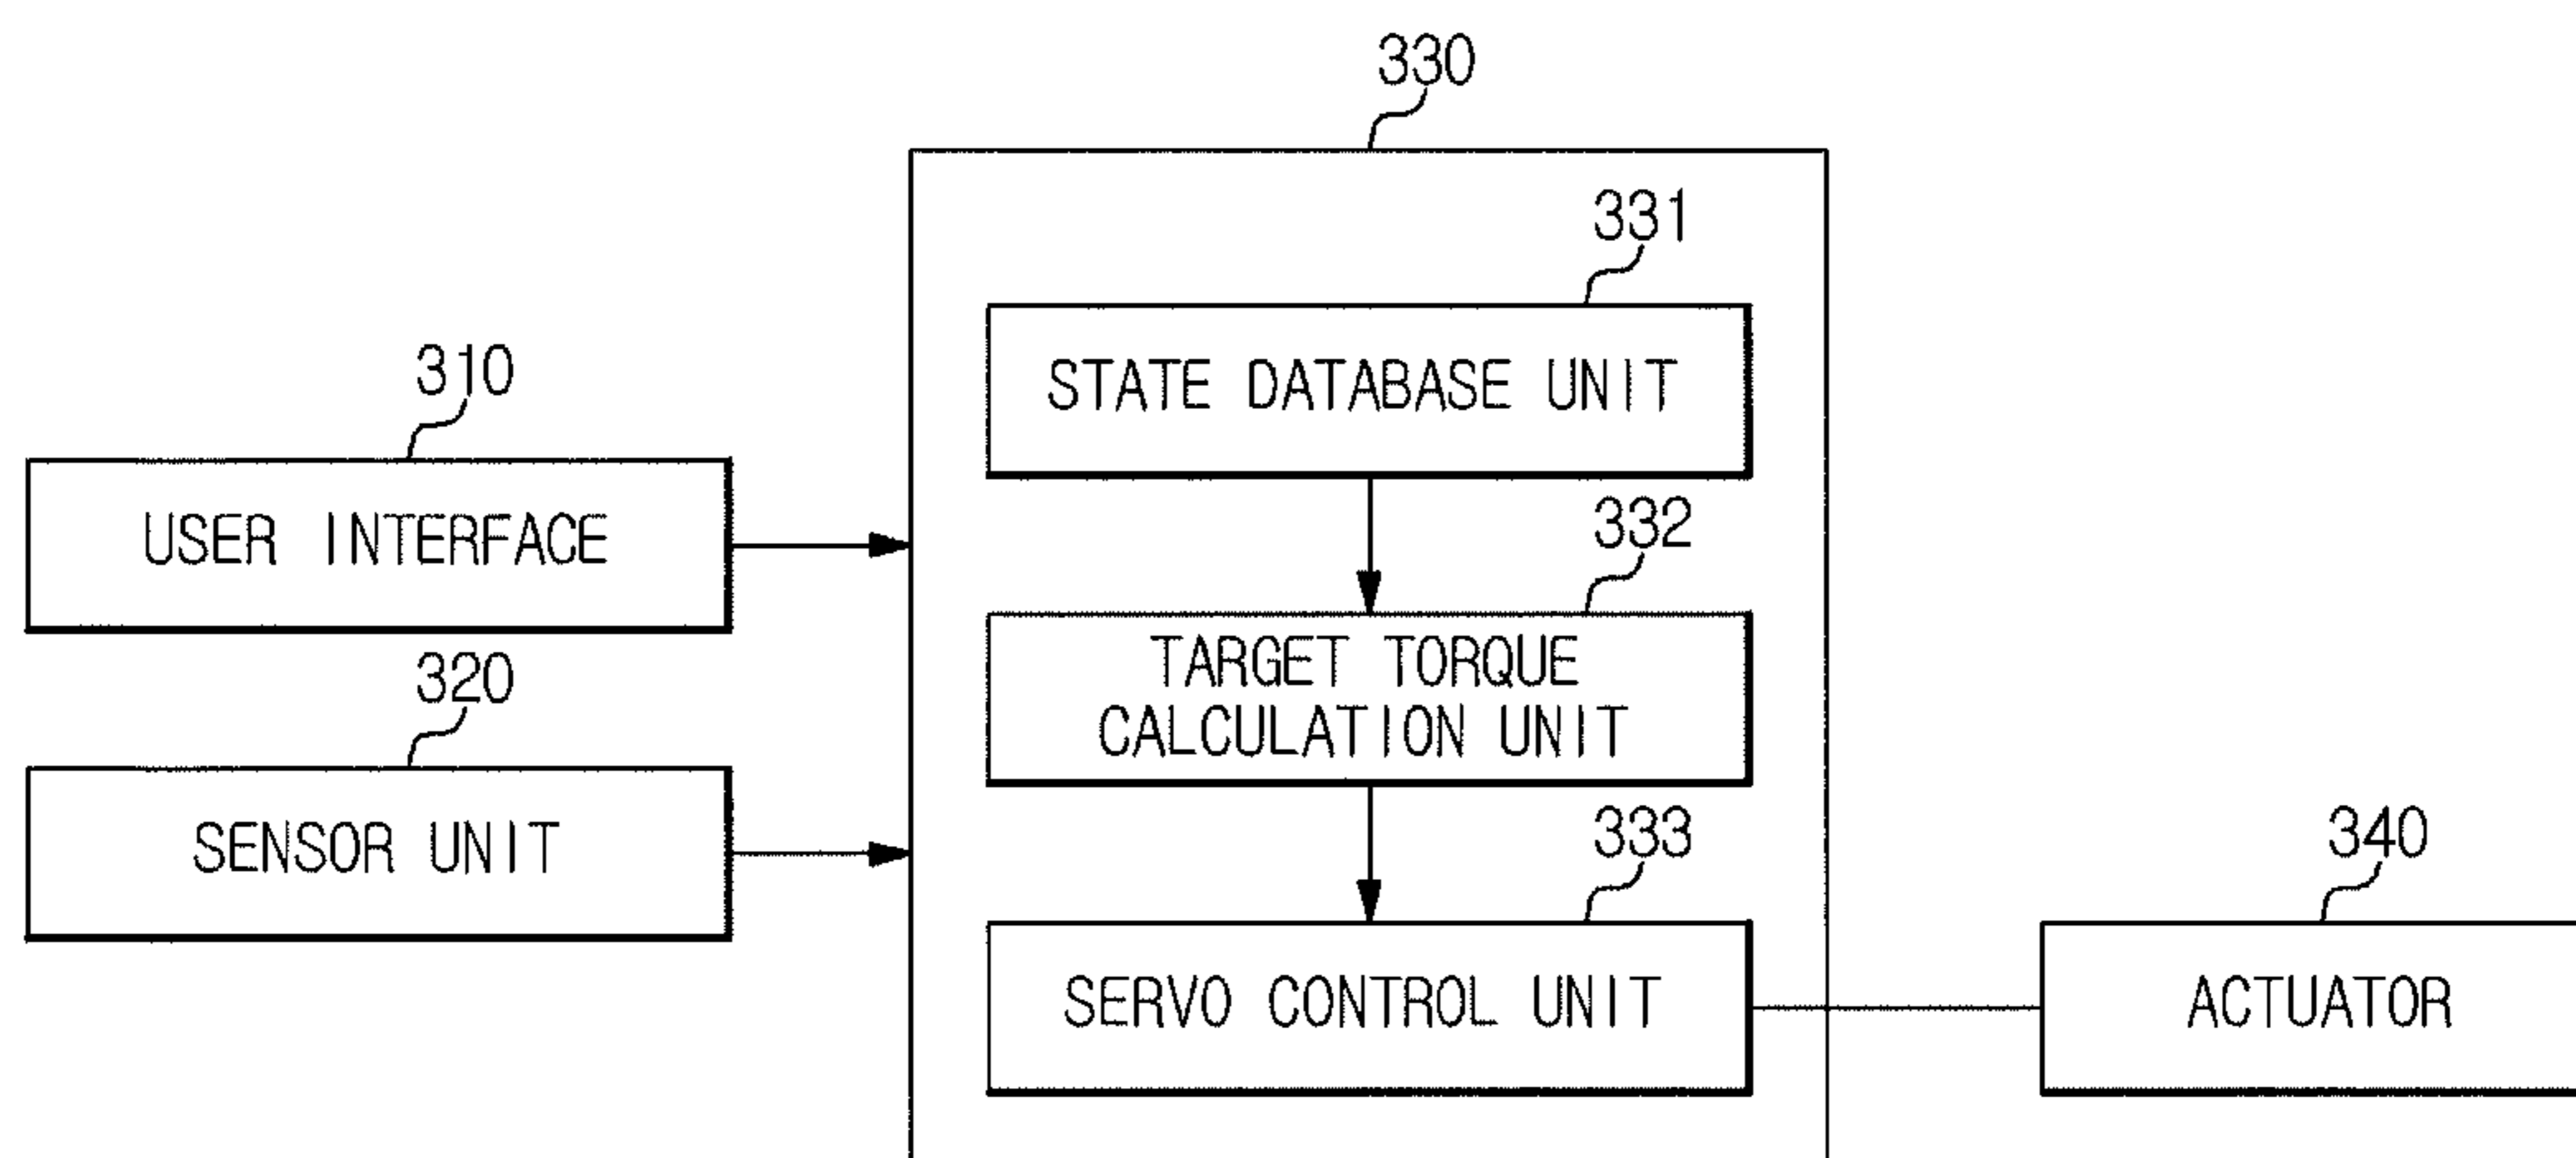 330
331
STATE DATABASE UNIT
310
USER INTERFACE
332
TARGET TORQUE
CALCULATION UNIT
320
SENSOR UNIT
333
SERVO CONTROL UNIT
340
ACTUATOR